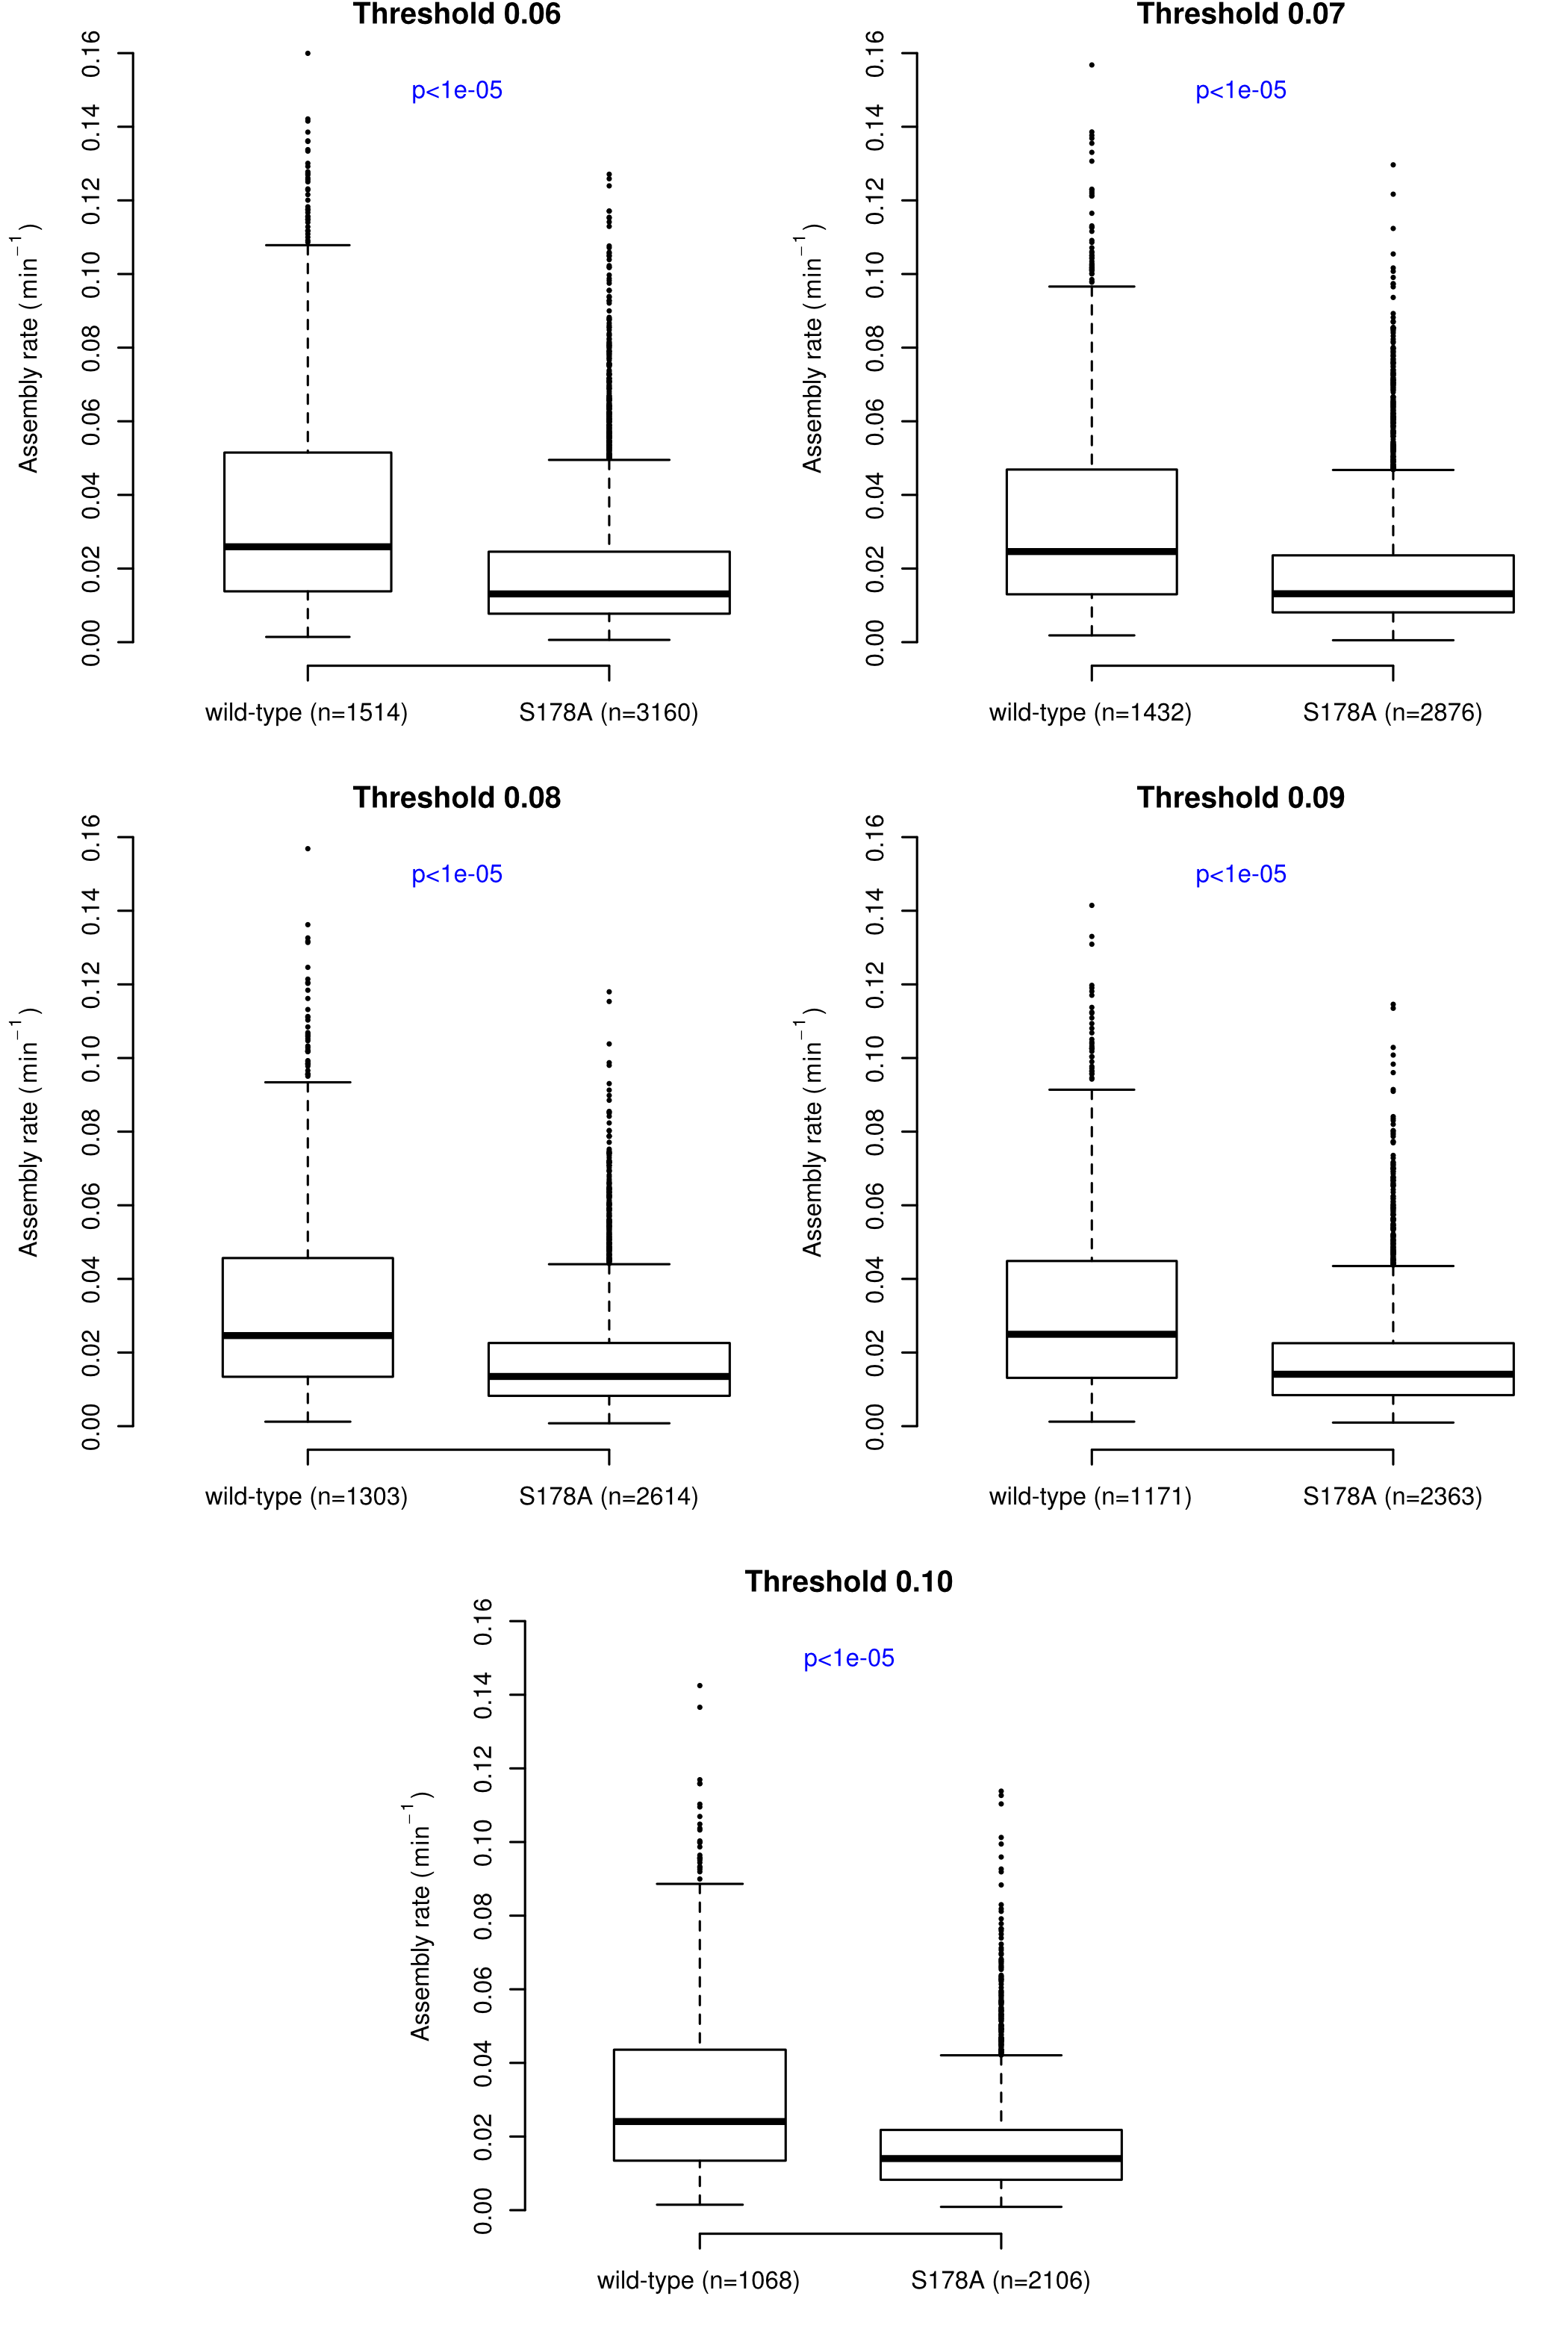 Threshold 0.06
p<1e-05
Assembly rate (min⁻¹)
0.00 0.02 0.04 0.06 0.08 0.10 0.12 0.14 0.16
wild-type (n=1514) S178A (n=3160)
Threshold 0.07
p<1e-05
Assembly rate (min⁻¹)
0.00 0.02 0.04 0.06 0.08 0.10 0.12 0.14 0.16
wild-type (n=1432) S178A (n=2876)
Threshold 0.08
p<1e-05
Assembly rate (min⁻¹)
0.00 0.02 0.04 0.06 0.08 0.10 0.12 0.14 0.16
wild-type (n=1303) S178A (n=2614)
Threshold 0.09
p<1e-05
Assembly rate (min⁻¹)
0.00 0.02 0.04 0.06 0.08 0.10 0.12 0.14 0.16
wild-type (n=1171) S178A (n=2363)
Threshold 0.10
p<1e-05
Assembly rate (min⁻¹)
0.00 0.02 0.04 0.06 0.08 0.10 0.12 0.14 0.16
wild-type (n=1068) S178A (n=2106)